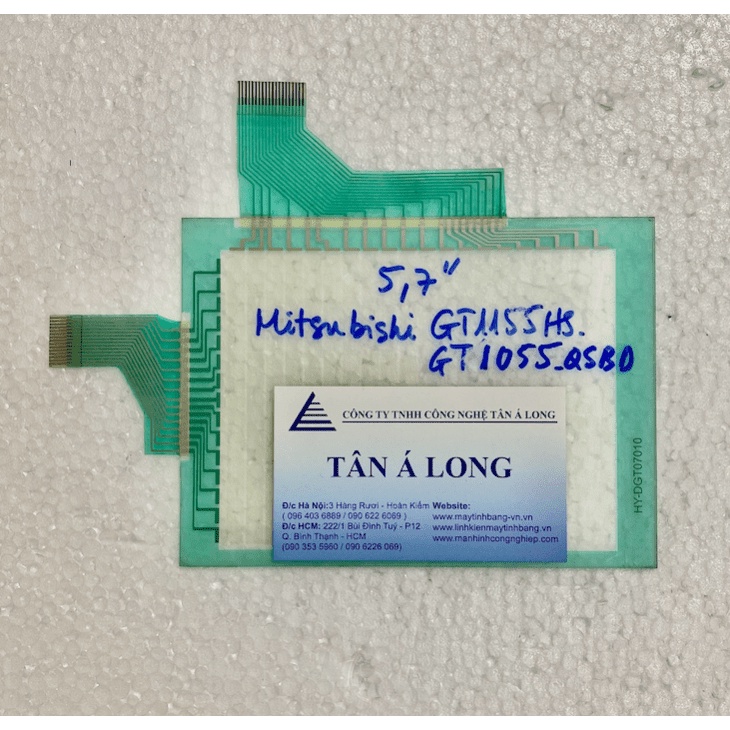 5,7"
Mitsubishi GT1155HS.
GT1055-QSBD
CÔNG TY TNHH CÔNG NGHỆ TÂN Á LONG
TÂN Á LONG
Đ/c Hà Nội:3 Hàng Rươi - Hoàn Kiếm
( 096 403 6889 / 090 622 6069 )
Đ/c HCM: 222/1 Bùi Đình Tuý - P12
Q. Bình Thạnh - HCM
(090 353 5960 / 090 6226 069)
Website:
www.maytinhbang-vn.vn
www.linhkienmaytinhbang.vn
www.manhinhcongnghiep.com
HY-DGT07010